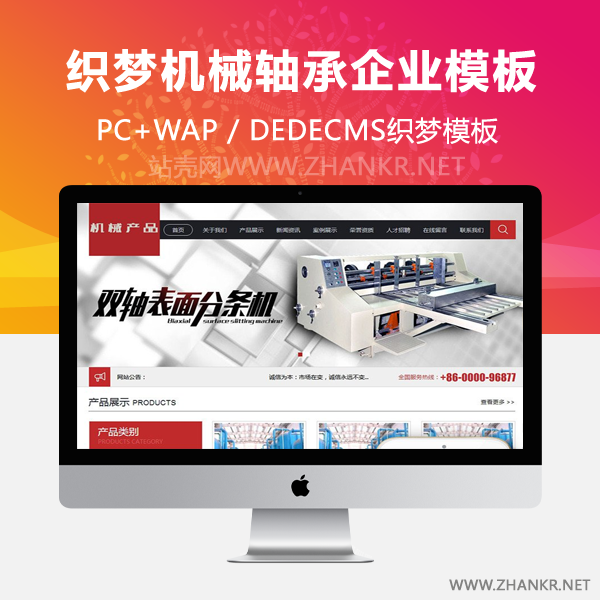 织梦机械轴承企业模板
PC+WAP / DEDECMS织梦模板
站壳网WWW.ZHANKR.NET
机械产品
首页 关于我们 产品展示 新闻资讯 案例展示 荣誉资质 人才招聘 在线留言 联系我们
双轴表面分条机
Biaxial surface slitting machine
网站公告: 诚信为本:市场在变,诚信永远不变... 全国服务热线: +86-0000-96877
产品展示 PRODUCTS 查看更多 >>
产品类别
PRODUCTS CATEGORY
WWW.ZHANKR.NET